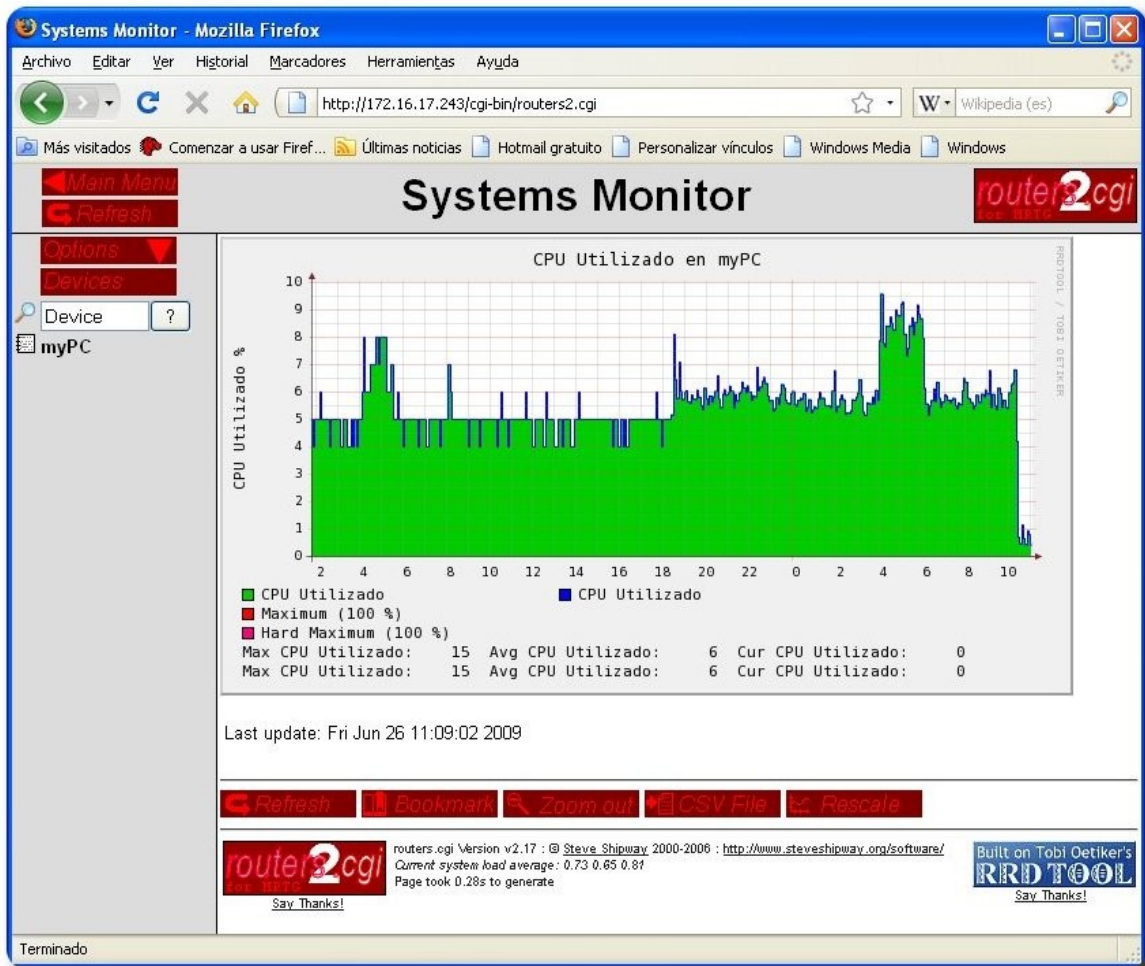 Systems Monitor - Mozilla Firefox
Archivo Editar Ver Historial Marcadores Herramientas Ayuda
http://172.16.17.243/cgi-bin/routers2.cgi
W Wikipedia (es)
Más visitados Comenzar a usar Firef... Últimas noticias Hotmail gratuito Personalizar vínculos Windows Media Windows
Main Menu
Refresh
Systems Monitor
routers2.cgi
for MRTG
Options
Devices
Device ?
myPC
CPU Utilizado en myPC
RRDTOOL / TOBI OETIKER
CPU Utilizado %
10
9
8
7
6
5
4
3
2
1
0
2 4 6 8 10 12 14 16 18 20 22 0 2 4 6 8 10
CPU Utilizado CPU Utilizado
Maximum (100 %)
Hard Maximum (100 %)
Max CPU Utilizado: 15 Avg CPU Utilizado: 6 Cur CPU Utilizado: 0
Max CPU Utilizado: 15 Avg CPU Utilizado: 6 Cur CPU Utilizado: 0
Last update: Fri Jun 26 11:09:02 2009
Refresh Bookmark Zoom out CSV File Rescale
routers2.cgi
for MRTG
Say Thanks!
routers.cgi Version v2.17 : © Steve Shipway 2000-2006 : http://www.steveshipway.org/software/
Current system load average: 0.73 0.65 0.81
Page took 0.28s to generate
Built on Tobi Oetiker's
RRD TOOL
Say Thanks!
Terminado